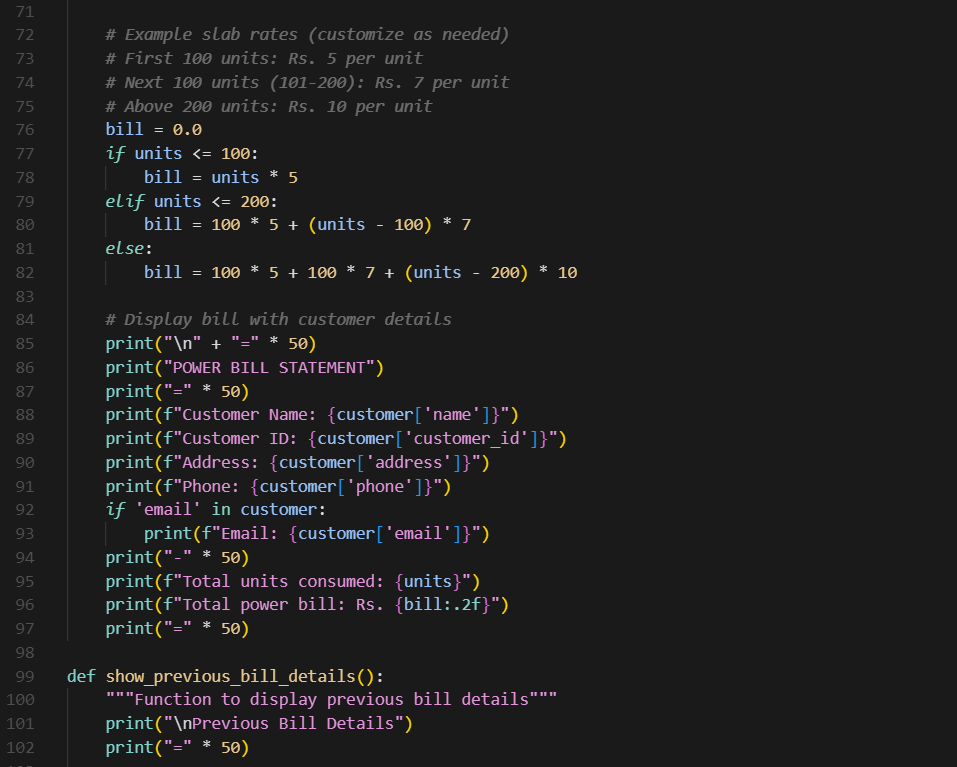 71
72 # Example slab rates (customize as needed)
73 # First 100 units: Rs. 5 per unit
74 # Next 100 units (101-200): Rs. 7 per unit
75 # Above 200 units: Rs. 10 per unit
76 bill = 0.0
77 if units <= 100:
78 bill = units * 5
79 elif units <= 200:
80 bill = 100 * 5 + (units - 100) * 7
81 else:
82 bill = 100 * 5 + 100 * 7 + (units - 200) * 10
83
84 # Display bill with customer details
85 print("\n" + "=" * 50)
86 print("POWER BILL STATEMENT")
87 print("=" * 50)
88 print(f"Customer Name: {customer['name']}")
89 print(f"Customer ID: {customer['customer_id']}")
90 print(f"Address: {customer['address']}")
91 print(f"Phone: {customer['phone']}")
92 if 'email' in customer:
93 print(f"Email: {customer['email']}")
94 print("-" * 50)
95 print(f"Total units consumed: {units}")
96 print(f"Total power bill: Rs. {bill:.2f}")
97 print("=" * 50)
98
99 def show_previous_bill_details():
100 """Function to display previous bill details"""
101 print("\nPrevious Bill Details")
102 print("=" * 50)